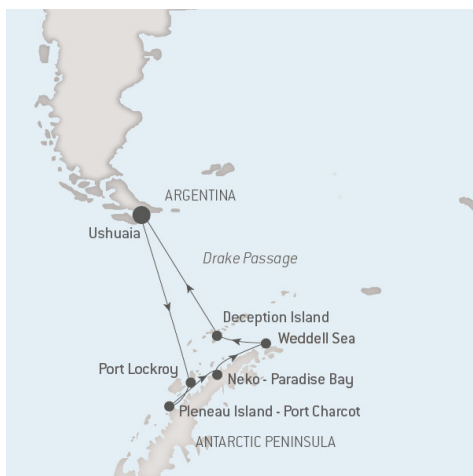 ARGENTINA
Ushuaia
Drake Passage
Deception Island
Weddell Sea
Port Lockroy
Neko - Paradise Bay
Pleneau Island - Port Charcot
ANTARCTIC PENINSULA